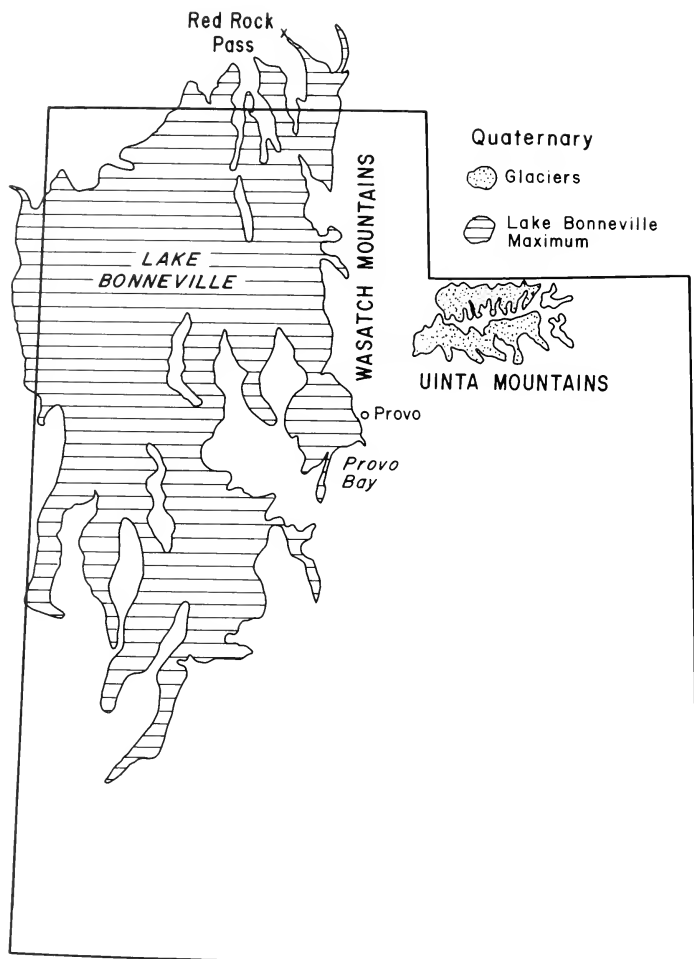 Red Rock
Pass
Quaternary
Glaciers
Lake Bonneville
Maximum
WASATCH MOUNTAINS
LAKE
BONNEVILLE
UINTA MOUNTAINS
Provo
Provo
Bay